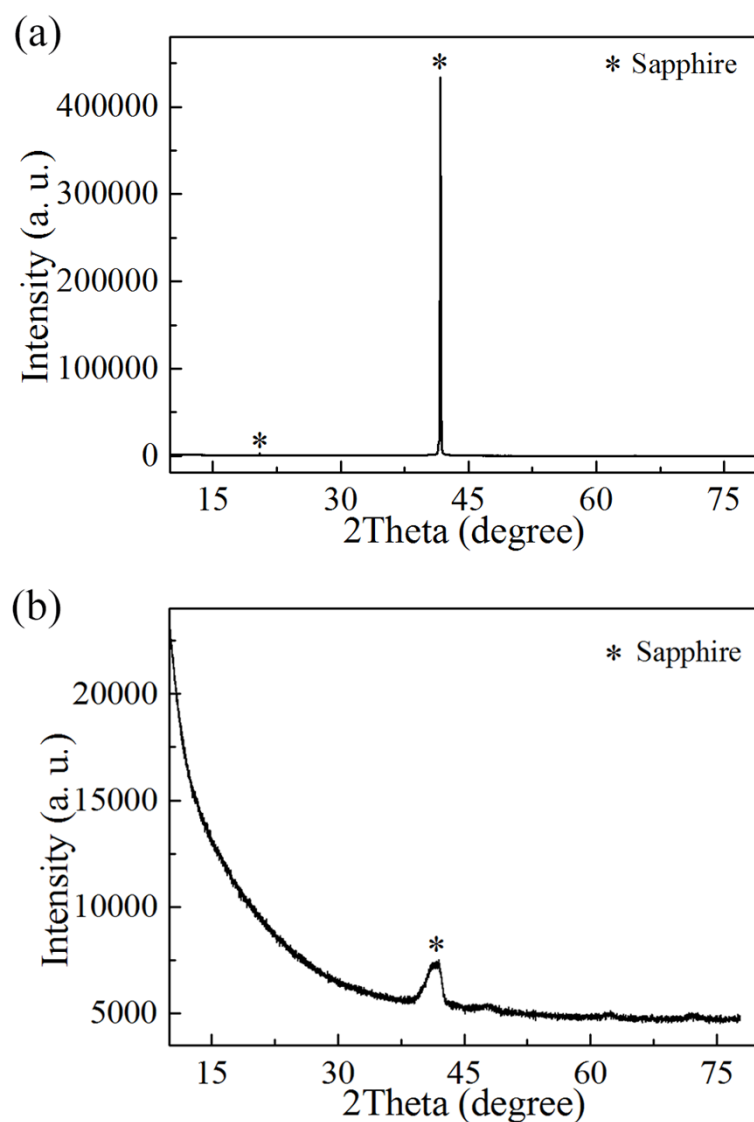 (a)
* Sapphire
*
*
400000
300000
200000
100000
0
Intensity (a. u.)
15 30 45 60 75
2Theta (degree)
(b)
* Sapphire
*
20000
15000
10000
5000
Intensity (a. u.)
15 30 45 60 75
2Theta (degree)